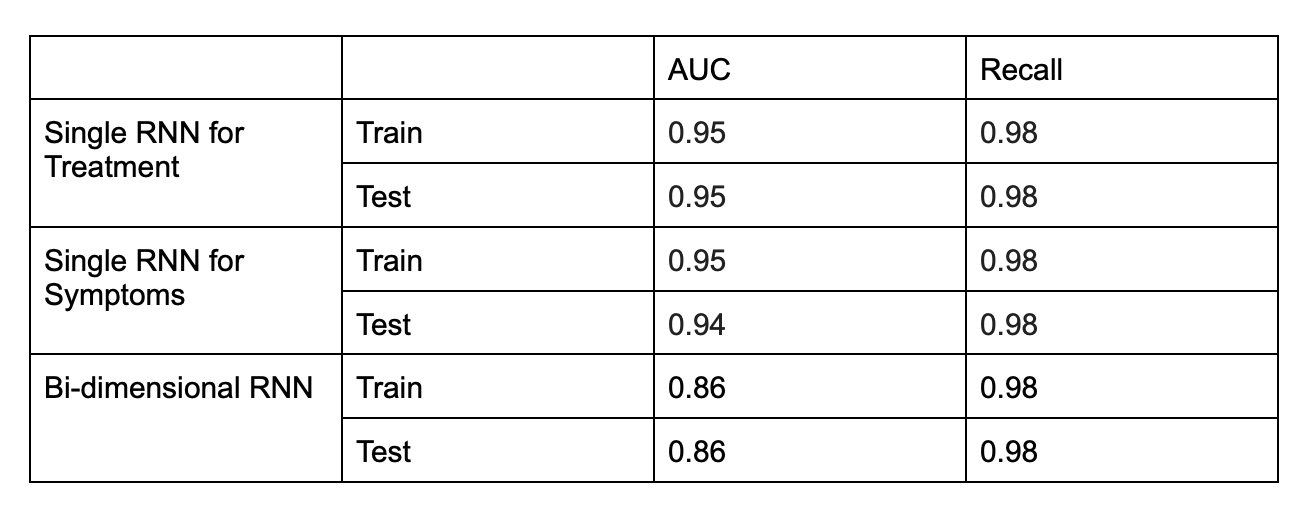 AUC Recall
Single RNN for Treatment Train 0.95 0.98
Test 0.95 0.98
Single RNN for Symptoms Train 0.95 0.98
Test 0.94 0.98
Bi-dimensional RNN Train 0.86 0.98
Test 0.86 0.98